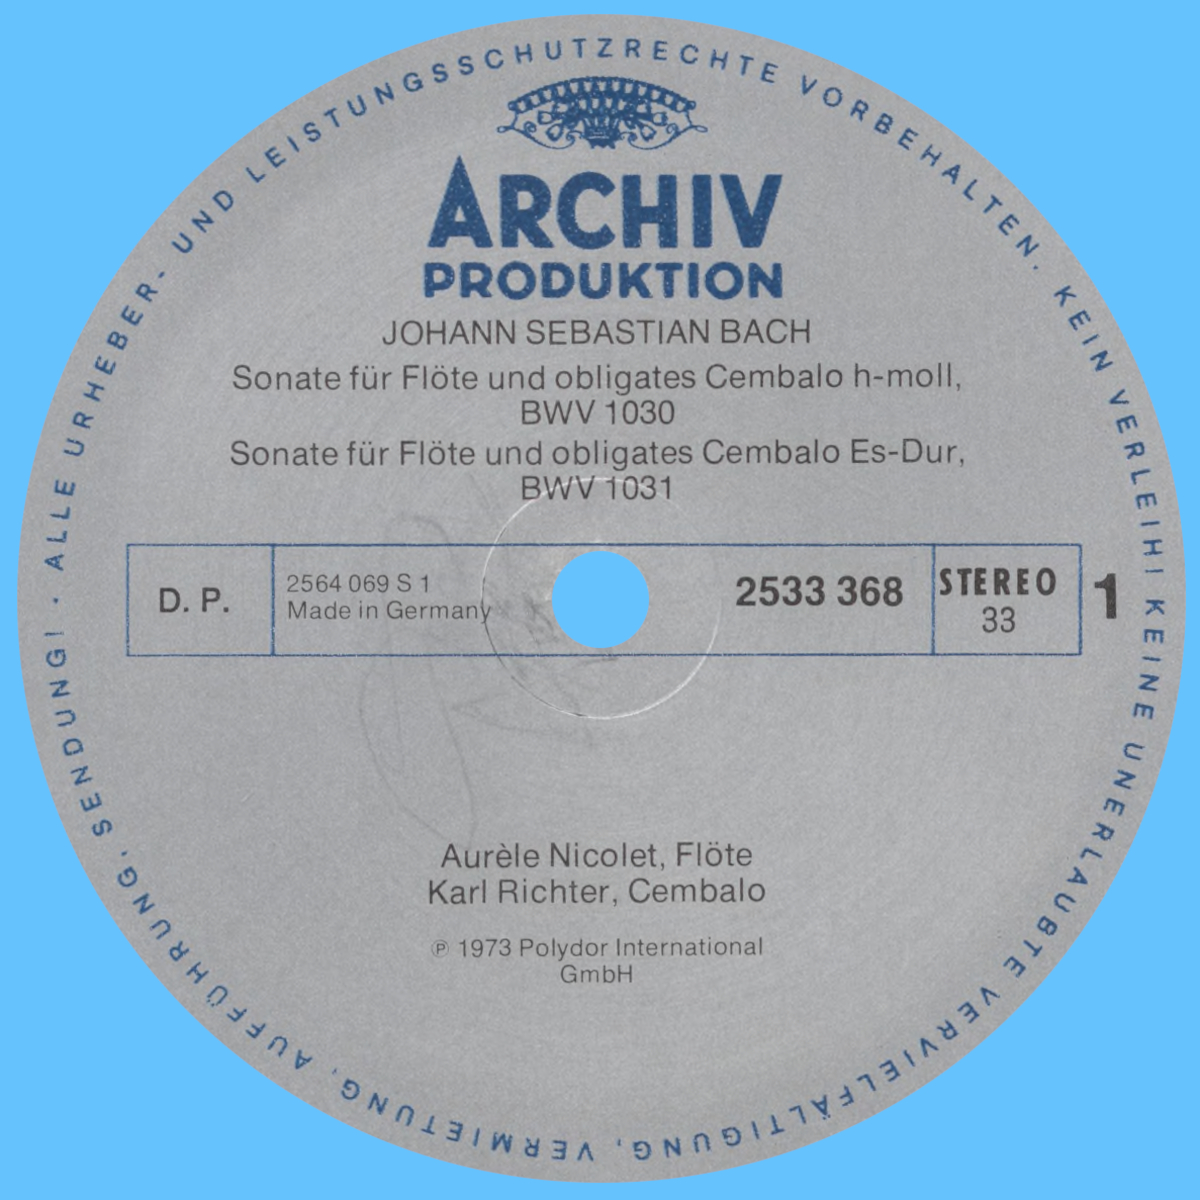 ALLE URHEBER- UND LEISTUNGSSCHUTZRECHTE VORBEHALTEN. KEIN VERLEIH! KEINE UNERLAUBTE VERVIELFÄLTIGUNG, VERMIETUNG, AUFFÜHRUNG, SENDUNG! ·
ARCHIV
PRODUKTION
JOHANN SEBASTIAN BACH
Sonate für Flöte und obligates Cembalo h-moll,
BWV 1030
Sonate für Flöte und obligates Cembalo Es-Dur,
BWV 1031
D. P.
2564 069 S 1
Made in Germany
2533 368
STEREO
33
1
Aurèle Nicolet, Flöte
Karl Richter, Cembalo
℗ 1973 Polydor International
GmbH